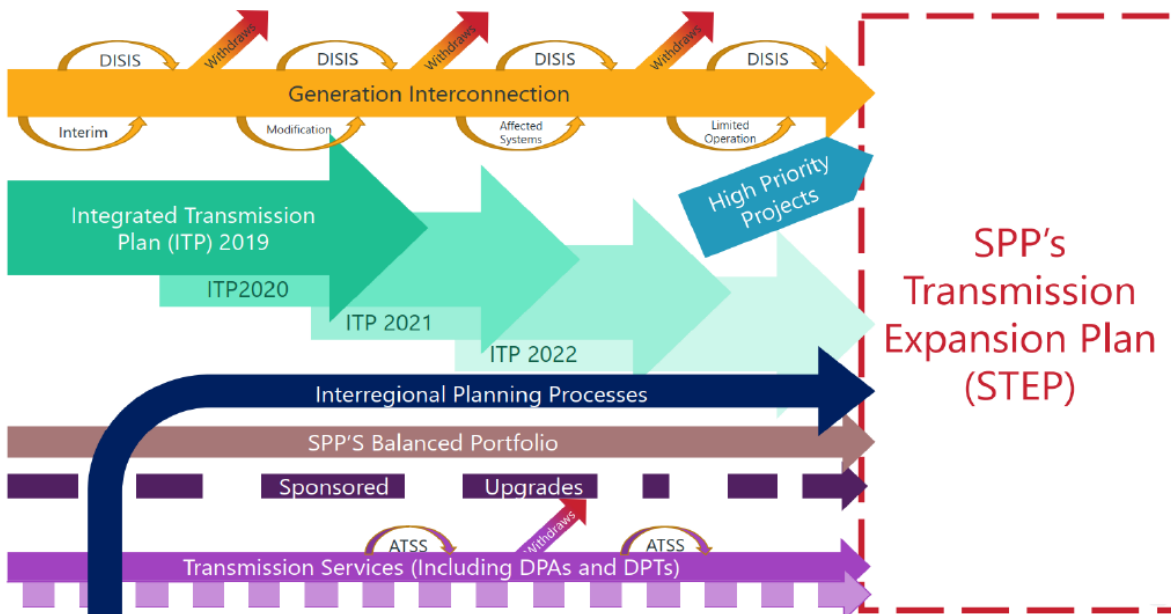 Withdraws
Withdraws
Withdraws
DISIS
DISIS
DISIS
DISIS
Generation Interconnection
Interim
Modification
Affected
Systems
Limited
Operation
High Priority
Projects
Integrated Transmission
Plan (ITP) 2019
ITP2020
ITP 2021
ITP 2022
SPP's
Transmission
Expansion Plan
(STEP)
Interregional Planning Processes
SPP'S Balanced Portfolio
Sponsored Upgrades
Withdraws
ATSS
ATSS
Transmission Services (Including DPAs and DPTs)